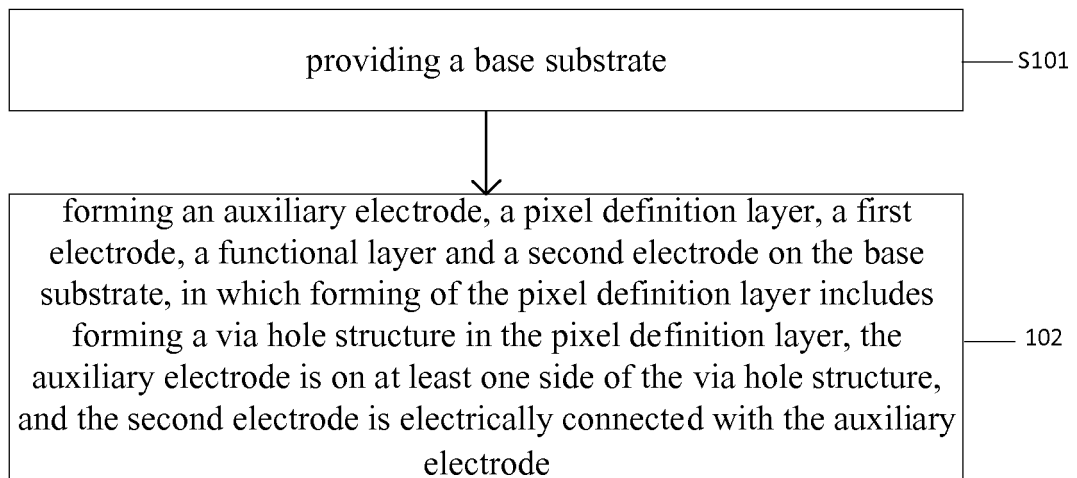 providing a base substrate
S101
forming an auxiliary electrode, a pixel definition layer, a first
electrode, a functional layer and a second electrode on the base
substrate, in which forming of the pixel definition layer includes
forming a via hole structure in the pixel definition layer, the
auxiliary electrode is on at least one side of the via hole structure,
and the second electrode is electrically connected with the auxiliary
electrode
102